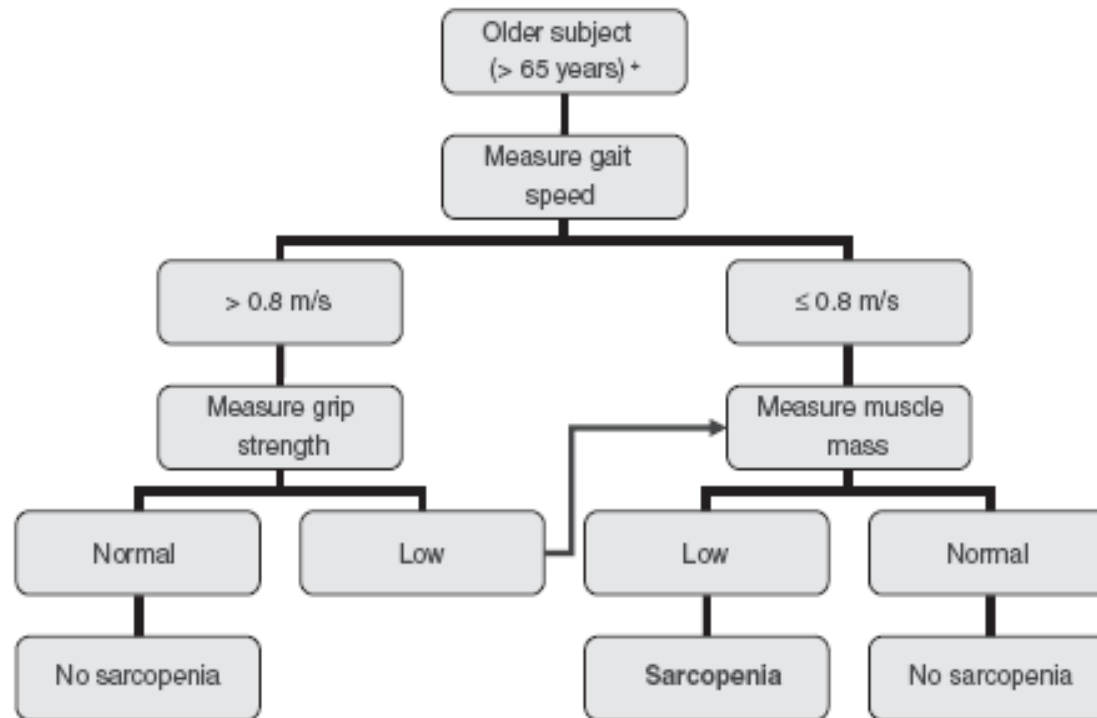 Older subject
(> 65 years) +
Measure gait
speed
> 0.8 m/s
≤ 0.8 m/s
Measure grip
strength
Measure muscle
mass
Normal
Low
Low
Normal
No sarcopenia
Sarcopenia
No sarcopenia